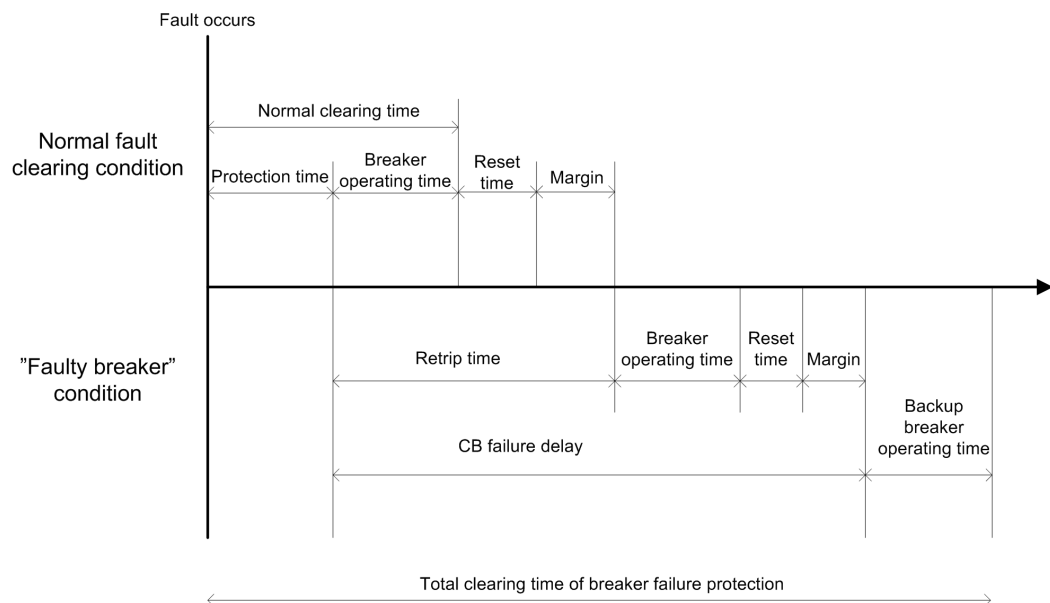 Fault occurs
Normal clearing time
Normal fault
clearing condition
Protection time
Breaker
operating time
Reset
time
Margin
”Faulty breaker”
condition
Retrip time
Breaker
operating time
Reset
time
Margin
CB failure delay
Backup
breaker
operating time
Total clearing time of breaker failure protection